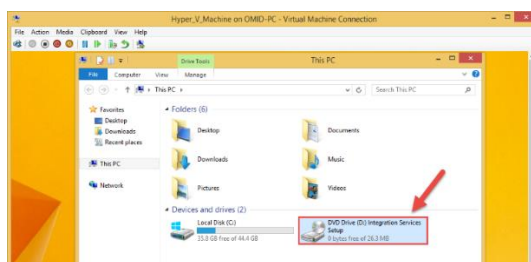 Hyper_V_Machine on OMID-PC - Virtual Machine Connection
File Action Media Clipboard View Help
Drive Tools This PC
File Computer View Manage
This PC Search This PC
Favorites
Desktop
Downloads
Recent places
This PC
Network
Folders (6)
Desktop Documents
Downloads Music
Pictures Videos
Devices and drives (2)
Local Disk (C:)
35.8 GB free of 44.4 GB
DVD Drive (D:) Integration Services
Setup
0 bytes free of 26.3 MB